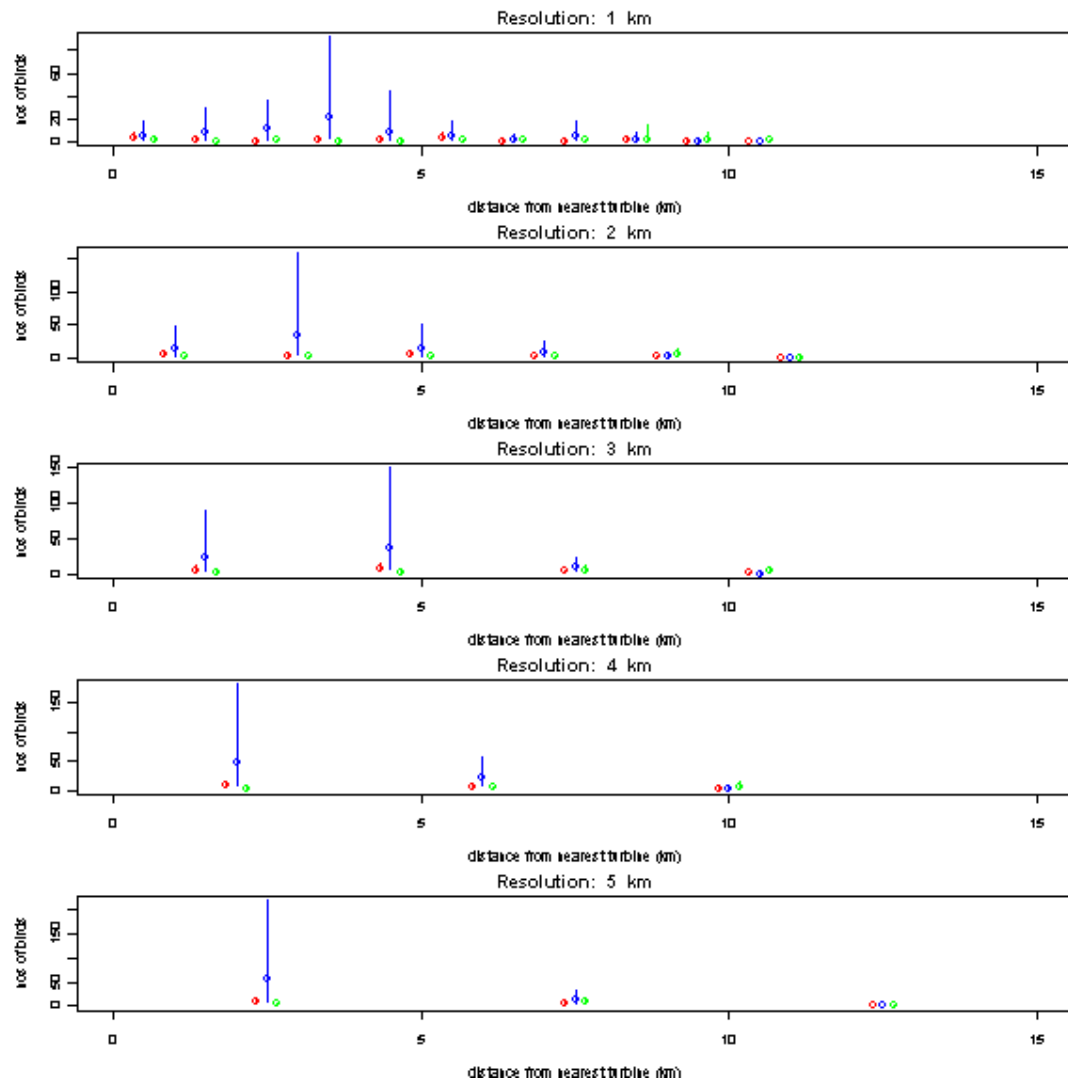 Resolution: 1 km
nos of birds
0 20 60
0 5 10 15
distance from nearest turbine (km)
Resolution: 2 km
nos of birds
0 50 100
0 5 10 15
distance from nearest turbine (km)
Resolution: 3 km
nos of birds
0 50 100 150
0 5 10 15
distance from nearest turbine (km)
Resolution: 4 km
nos of birds
0 50 150
0 5 10 15
distance from nearest turbine (km)
Resolution: 5 km
nos of birds
0 50 150
0 5 10 15
distance from nearest turbine (km)